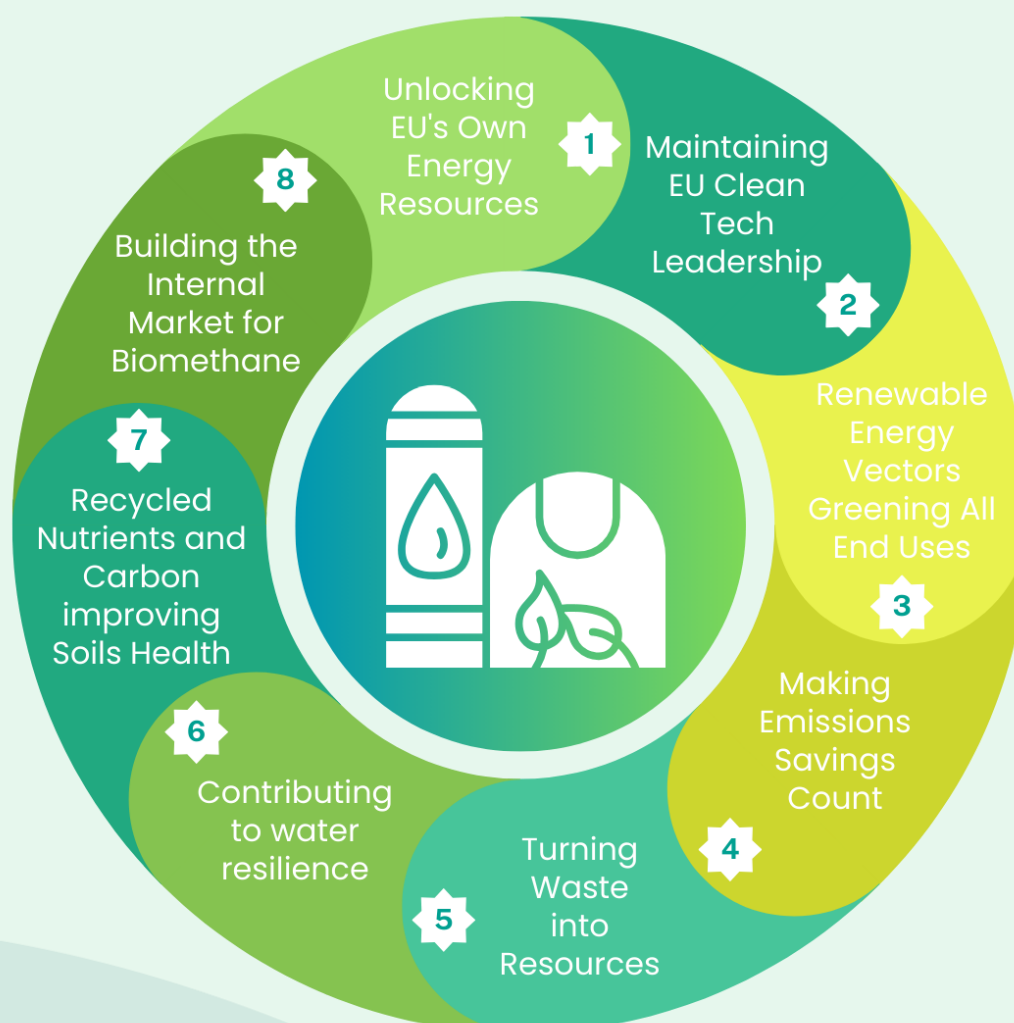 Unlocking
EU's Own
Energy
Resources
1
Maintaining
EU Clean
Tech
Leadership
2
Renewable
Energy
Vectors
Greening All
End Uses
3
Making
Emissions
Savings
Count
4
Turning
Waste
into
Resources
5
Contributing
to water
resilience
6
Recycled
Nutrients and
Carbon
improving
Soils Health
7
Building the
Internal
Market for
Biomethane
8